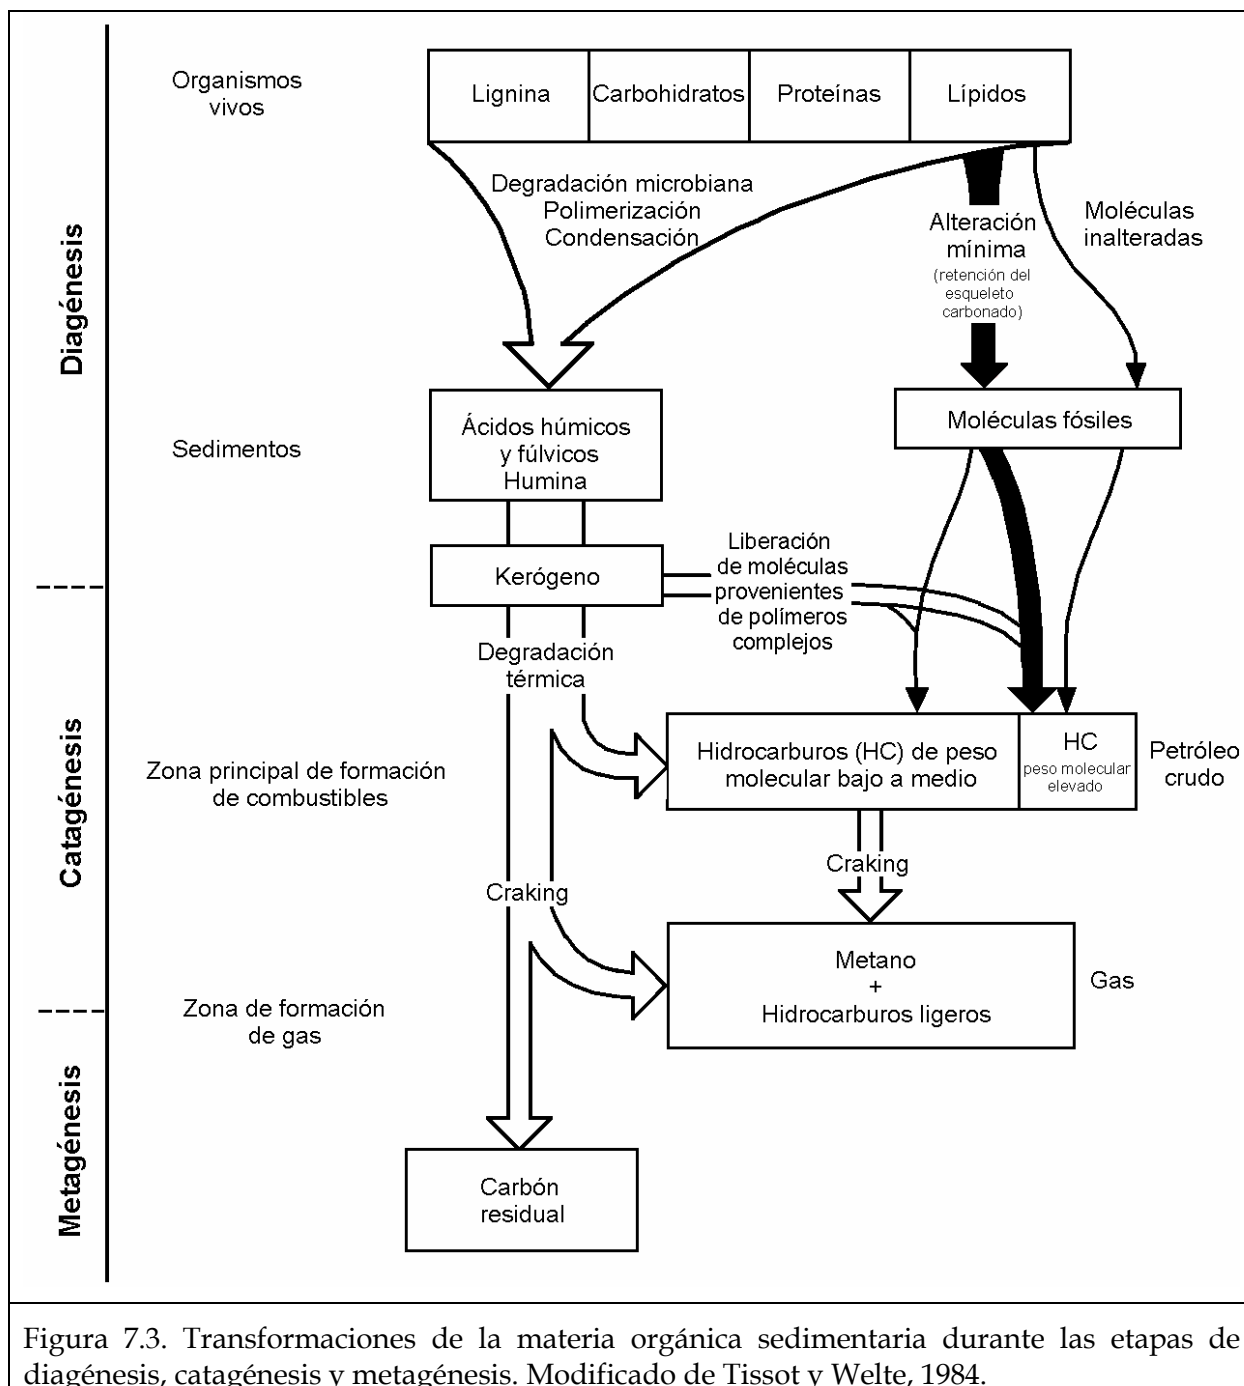 Organismos
vivos
Lignina
Carbohidratos
Proteínas
Lípidos
Degradación microbiana
Polimerización
Condensación
Alteración
mínima
(retención del
esqueleto
carbonado)
Moléculas
inalteradas
Diagénesis
Sedimentos
Ácidos húmicos
y fúlvicos
Humina
Moléculas fósiles
Kerógeno
Liberación
de moléculas
provenientes
de polímeros
complejos
Degradación
térmica
Catagénesis
Zona principal de formación
de combustibles
Hidrocarburos (HC) de peso
molecular bajo a medio
HC
peso molecular
elevado
Petróleo
crudo
Craking
Craking
Metano
+
Hidrocarburos ligeros
Gas
Zona de formación
de gas
Metagénesis
Carbón
residual
Figura 7.3. Transformaciones de la materia orgánica sedimentaria durante las etapas de
diagénesis, catagénesis y metagénesis. Modificado de Tissot y Welte, 1984.